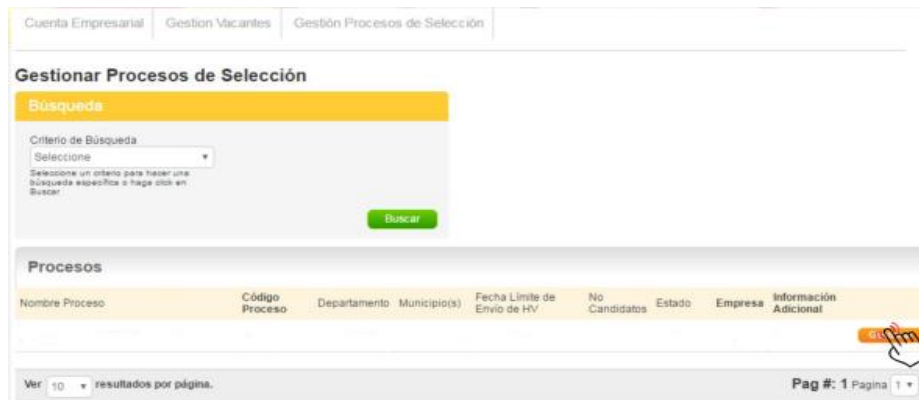 Cuenta Empresarial Gestion Vacantes Gestión Procesos de Selección
Gestionar Procesos de Selección
Búsqueda
Criterio de Búsqueda
Seleccione
Seleccione un criterio para hacer una
búsqueda específica o haga click en
Buscar
Buscar
Procesos
Nombre Proceso Código Proceso Departamento Municipio(s) Fecha Límite de Envío de HV No Candidatos Estado Empresa Información Adicional
Ver 10 resultados por página. Pag #: 1 Pagina 1